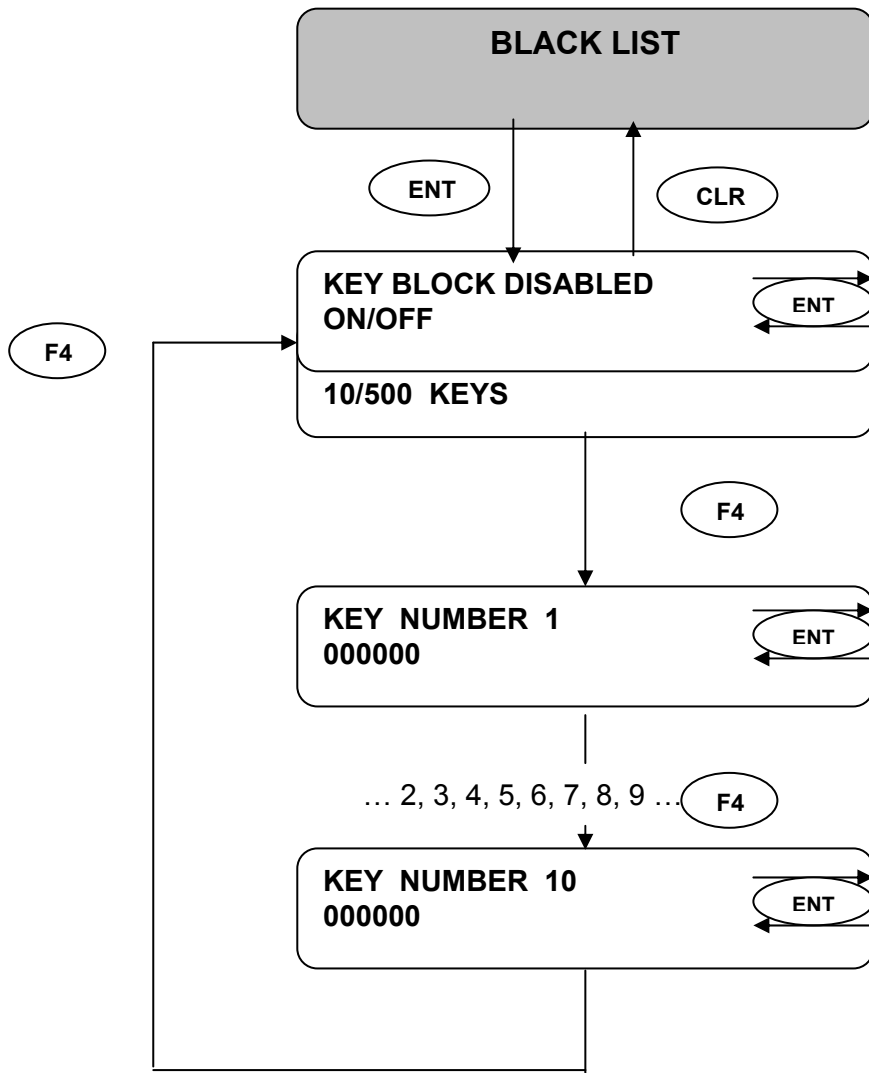 BLACK LIST
ENT
CLR
KEY BLOCK DISABLED
ON/OFF
ENT
F4
10/500 KEYS
F4
KEY NUMBER 1
000000
ENT
… 2, 3, 4, 5, 6, 7, 8, 9 …
F4
KEY NUMBER 10
000000
ENT